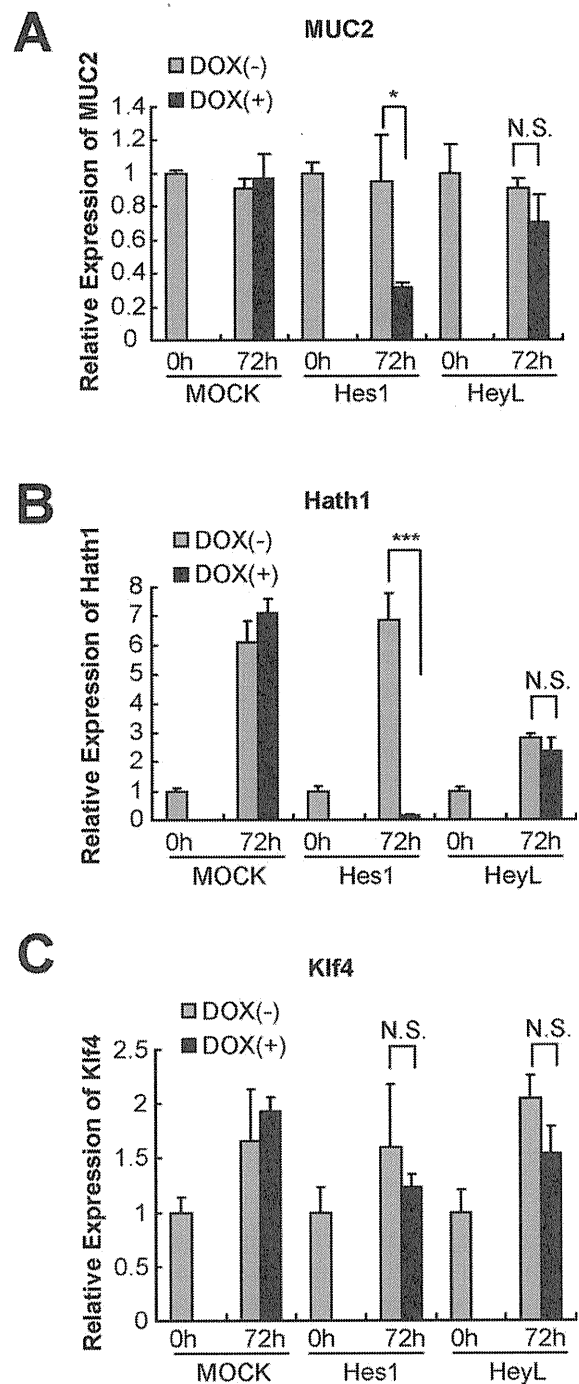 A
MUC2
DOX(-)
DOX(+)
Relative Expression of MUC2
1.4
1.2
1
0.8
0.6
0.4
0.2
0
*
N.S.
0h 72h 0h 72h 0h 72h
MOCK Hes1 HeyL
B
Hath1
DOX(-)
DOX(+)
Relative Expression of Hath1
8
7
6
5
4
3
2
1
0
***
N.S.
0h 72h 0h 72h 0h 72h
MOCK Hes1 HeyL
C
Klf4
DOX(-)
DOX(+)
Relative Expression of Klf4
2.5
2
1.5
1
0.5
0
N.S.
N.S.
0h 72h 0h 72h 0h 72h
MOCK Hes1 HeyL